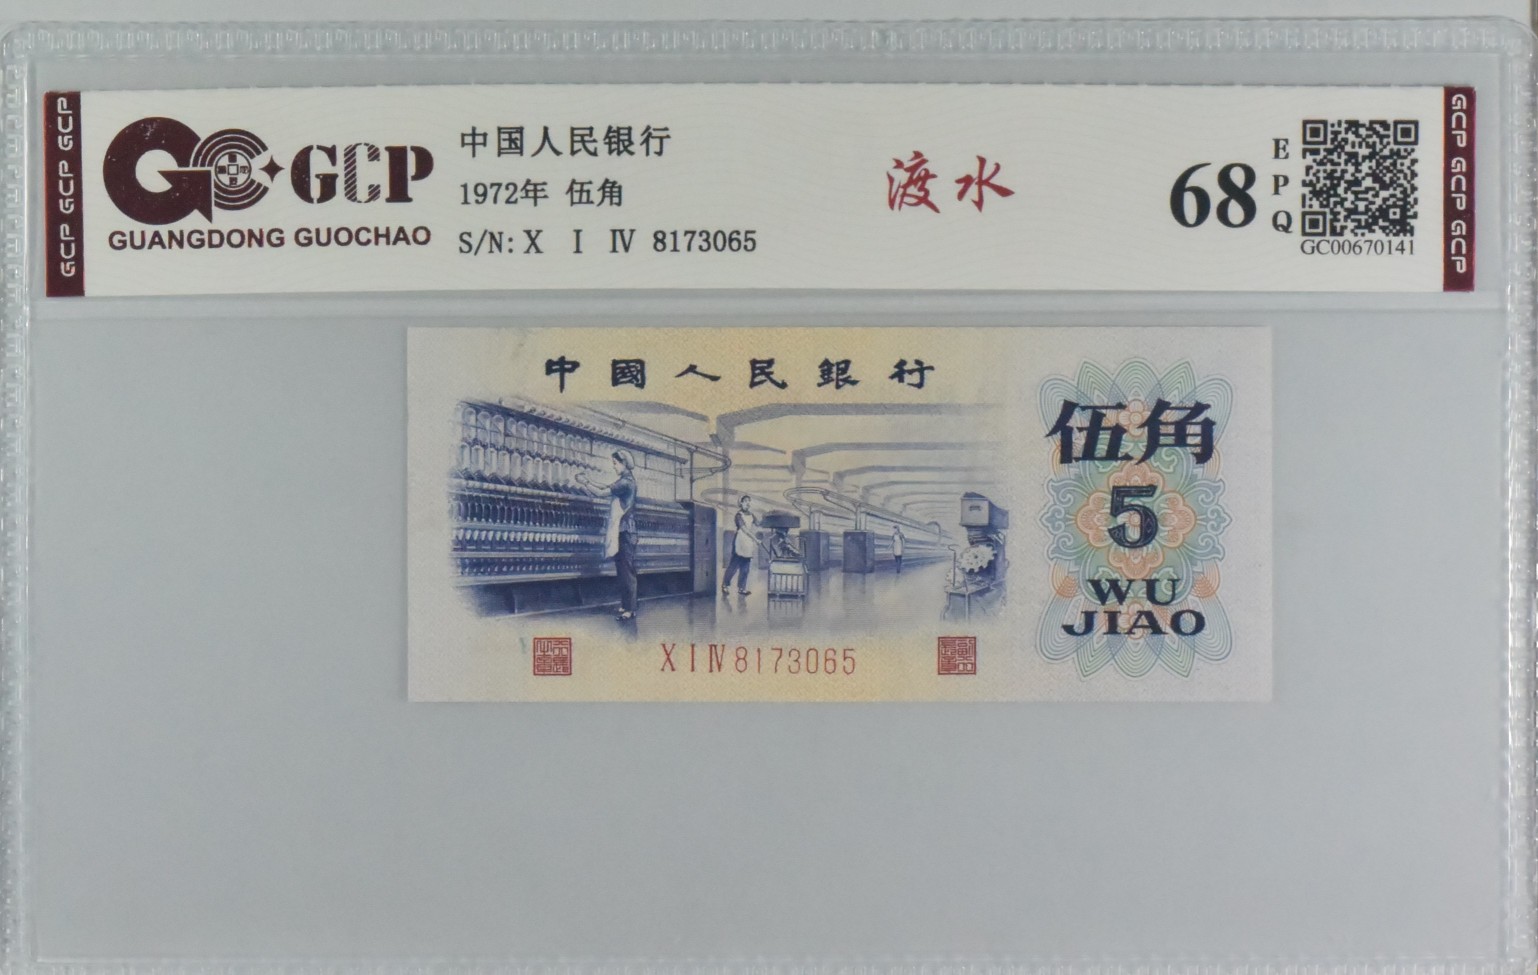 GCP GCP GCP
GCP
GUANGDONG GUOCHAO
中国人民银行
1972年 伍角
S/N: X I IV 8173065
渡水
68
EPQ
GC00670141
GCP GCP GCP
中國人民銀行
伍角
5
WU
JIAO
X I IV 8173065